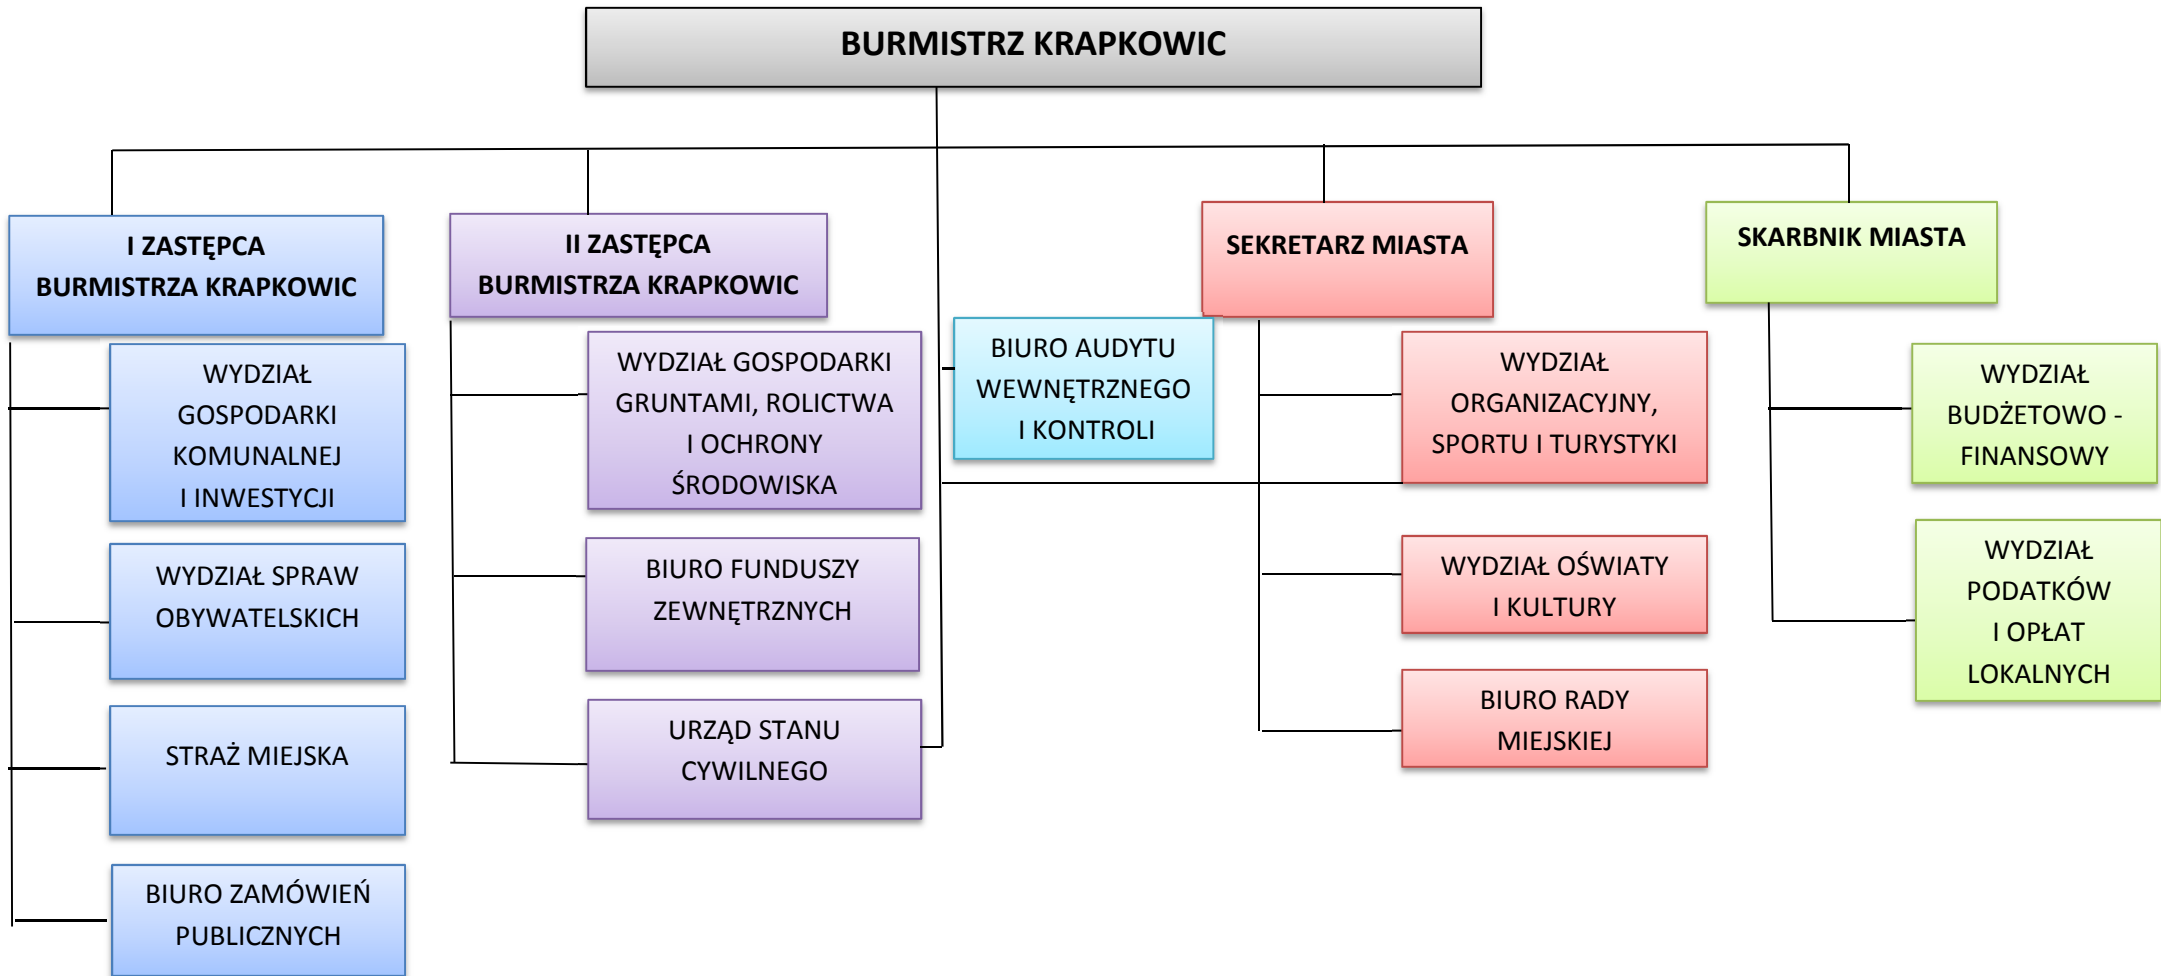 BURMISTRZ KRAPKOWIC
I ZASTĘPCA
BURMISTRZA KRAPKOWIC
WYDZIAŁ
GOSPODARKI
KOMUNALNEJ
I INWESTYCJI
WYDZIAŁ SPRAW
OBYWATELSKICH
STRAŻ MIEJSKA
BIURO ZAMÓWIEŃ
PUBLICZNYCH
II ZASTĘPCA
BURMISTRZA KRAPKOWIC
WYDZIAŁ GOSPODARKI
GRUNTAMI, ROLICTWA
I OCHRONY
ŚRODOWISKA
BIURO FUNDUSZY
ZEWNĘTRZNYCH
URZĄD STANU
CYWILNEGO
BIURO AUDYTU
WEWNĘTRZNEGO
I KONTROLI
SEKRETARZ MIASTA
WYDZIAŁ
ORGANIZACYJNY,
SPORTU I TURYSTYKI
WYDZIAŁ OŚWIATY
I KULTURY
BIURO RADY
MIEJSKIEJ
SKARBNIK MIASTA
WYDZIAŁ
BUDŻETOWO -
FINANSOWY
WYDZIAŁ
PODATKÓW
I OPŁAT
LOKALNYCH